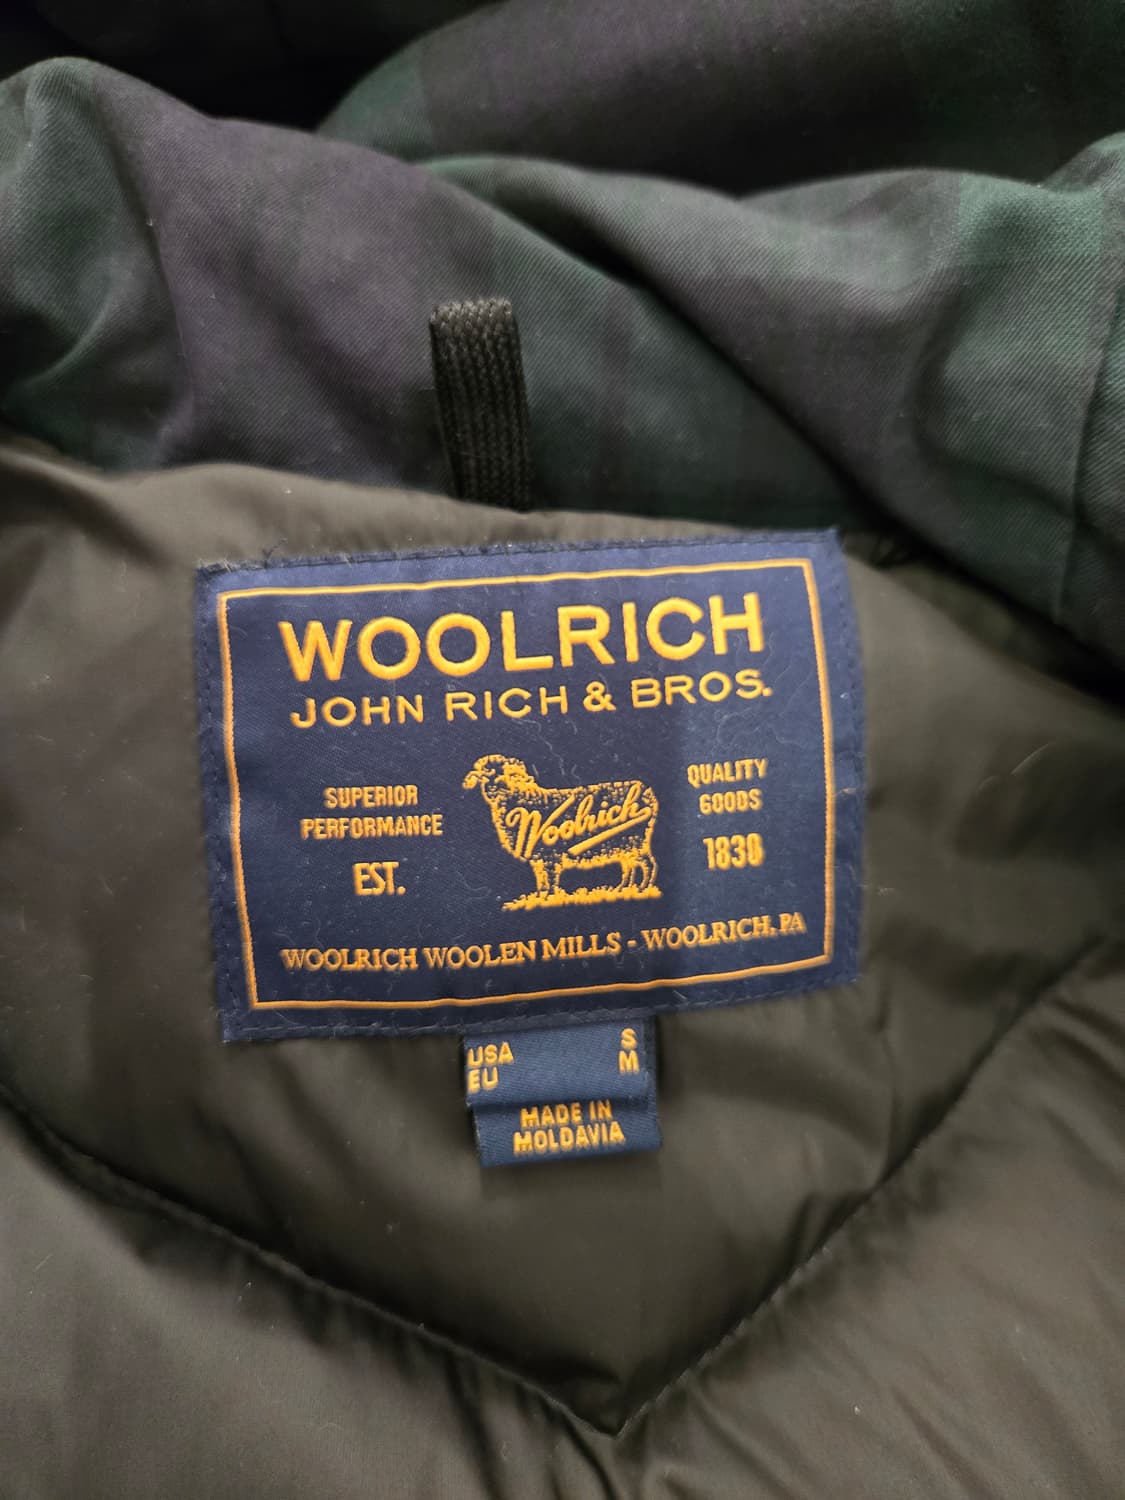 WOOLRICH
JOHN RICH & BROS.
SUPERIOR
PERFORMANCE
EST.
Woolrich
QUALITY
GOODS
1830
WOOLRICH WOOLEN MILLS - WOOLRICH, PA
USA S
EU M
MADE IN
MOLDAVIA